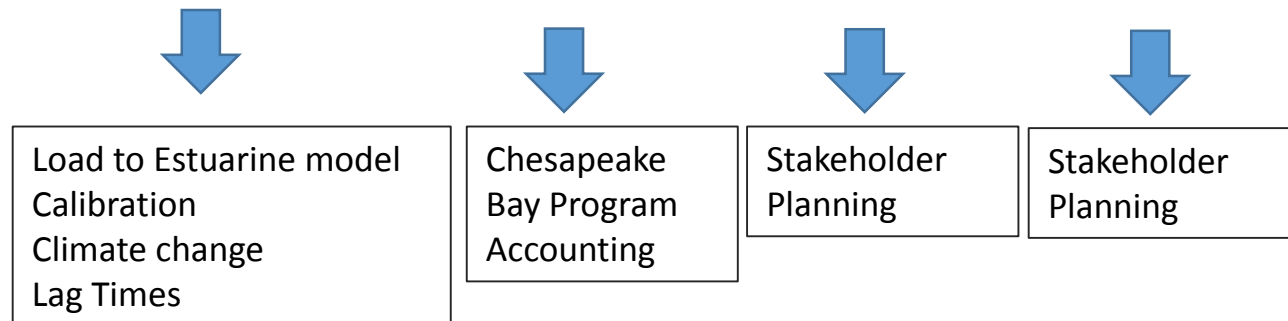 Load to Estuarine model
Calibration
Climate change
Lag Times
Chesapeake
Bay Program
Accounting
Stakeholder
Planning
Stakeholder
Planning